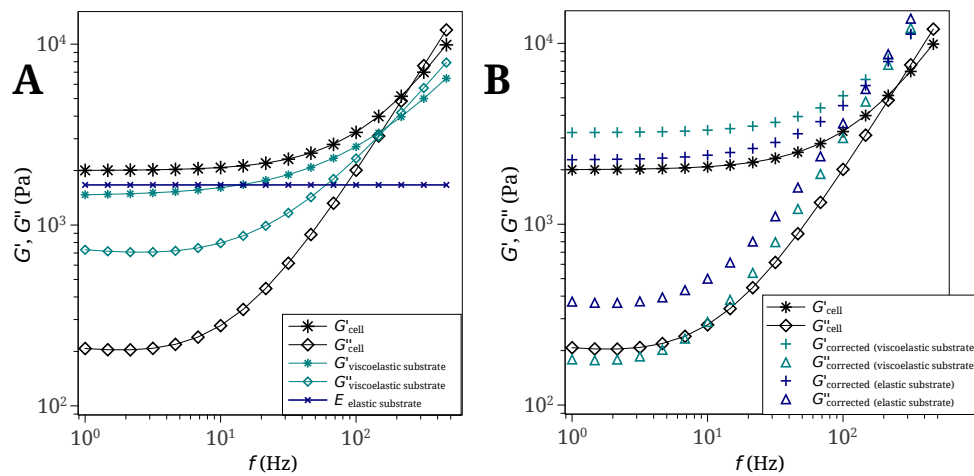 A
10⁴
10³
10²
G', G'' (Pa)
10⁰
10¹
10²
f (Hz)
G'cell
G''cell
G'viscoelastic substrate
G''viscoelastic substrate
E elastic substrate
B
10⁴
10³
10²
G', G'' (Pa)
10⁰
10¹
10²
f (Hz)
G'cell
G''cell
G'corrected (viscoelastic substrate
G''corrected (viscoelastic substrate
G'corrected (elastic substrate)
G''corrected (elastic substrate)